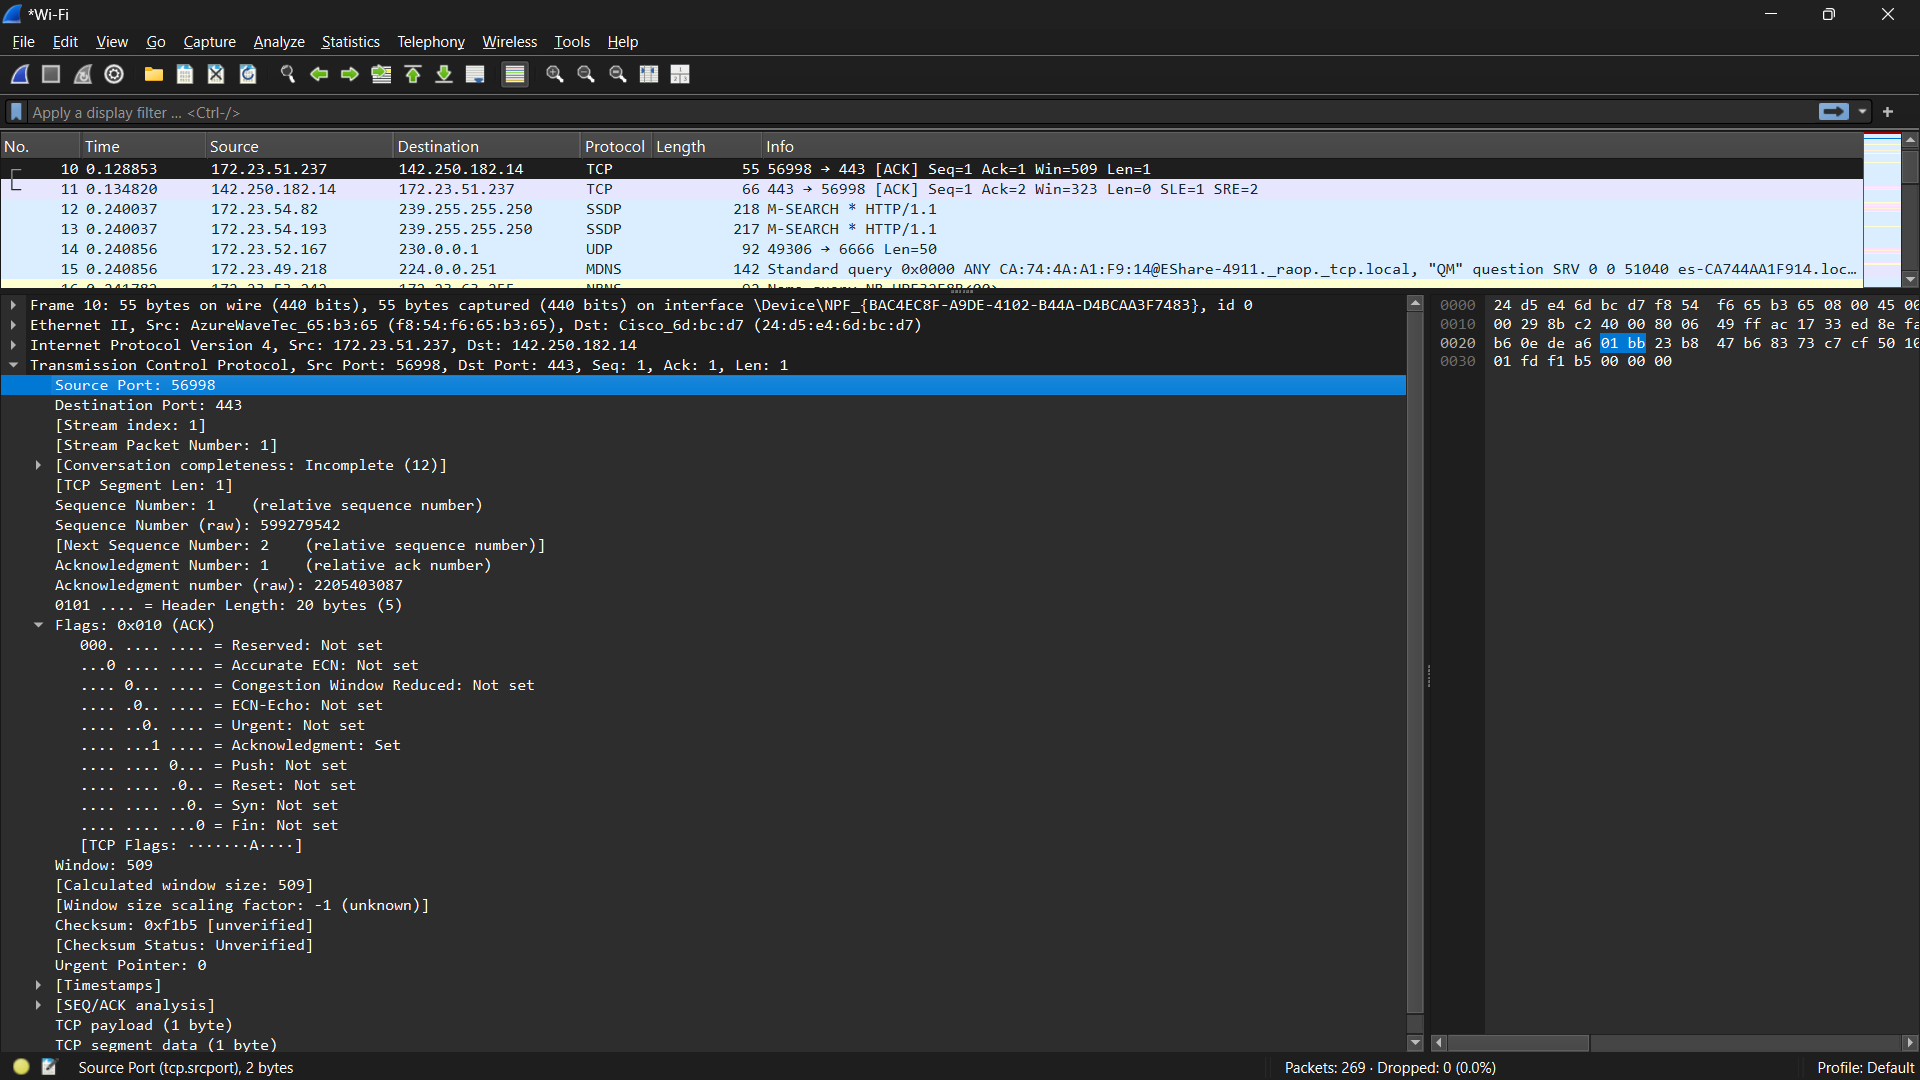 *Wi-Fi
File Edit View Go Capture Analyze Statistics Telephony Wireless Tools Help
Apply a display filter ... <Ctrl-/>
No. Time Source Destination Protocol Length Info
10 0.128853 172.23.51.237 142.250.182.14 TCP 55 56998 → 443 [ACK] Seq=1 Ack=1 Win=509 Len=1
11 0.134820 142.250.182.14 172.23.51.237 TCP 66 443 → 56998 [ACK] Seq=1 Ack=2 Win=323 Len=0 SLE=1 SRE=2
12 0.240037 172.23.54.82 239.255.255.250 SSDP 218 M-SEARCH * HTTP/1.1
13 0.240037 172.23.54.193 239.255.255.250 SSDP 217 M-SEARCH * HTTP/1.1
14 0.240856 172.23.52.167 230.0.0.1 UDP 92 49306 → 6666 Len=50
15 0.240856 172.23.49.218 224.0.0.251 MDNS 142 Standard query 0x0000 ANY CA:74:4A:A1:F9:14@EShare-4911._raop._tcp.local, "QM" question SRV 0 0 51040 es-CA744AA1F914.loc…
Frame 10: 55 bytes on wire (440 bits), 55 bytes captured (440 bits) on interface \Device\NPF_{BAC4EC8F-A9DE-4102-B44A-D4BCAA3F7483}, id 0
Ethernet II, Src: AzureWaveTec_65:b3:65 (f8:54:f6:65:b3:65), Dst: Cisco_6d:bc:d7 (24:d5:e4:6d:bc:d7)
Internet Protocol Version 4, Src: 172.23.51.237, Dst: 142.250.182.14
Transmission Control Protocol, Src Port: 56998, Dst Port: 443, Seq: 1, Ack: 1, Len: 1
Source Port: 56998
Destination Port: 443
[Stream index: 1]
[Stream Packet Number: 1]
[Conversation completeness: Incomplete (12)]
[TCP Segment Len: 1]
Sequence Number: 1 (relative sequence number)
Sequence Number (raw): 599279542
[Next Sequence Number: 2 (relative sequence number)]
Acknowledgment Number: 1 (relative ack number)
Acknowledgment number (raw): 2205403087
0101 .... = Header Length: 20 bytes (5)
Flags: 0x010 (ACK)
000. .... .... = Reserved: Not set
...0 .... .... = Accurate ECN: Not set
.... 0... .... = Congestion Window Reduced: Not set
.... .0.. .... = ECN-Echo: Not set
.... ..0. .... = Urgent: Not set
.... ...1 .... = Acknowledgment: Set
.... .... 0... = Push: Not set
.... .... .0.. = Reset: Not set
.... .... ..0. = Syn: Not set
.... .... ...0 = Fin: Not set
[TCP Flags: ·······A····]
Window: 509
[Calculated window size: 509]
[Window size scaling factor: -1 (unknown)]
Checksum: 0xf1b5 [unverified]
[Checksum Status: Unverified]
Urgent Pointer: 0
[Timestamps]
[SEQ/ACK analysis]
TCP payload (1 byte)
TCP segment data (1 byte)
0000 24 d5 e4 6d bc d7 f8 54 f6 65 b3 65 08 00 45 00
0010 00 29 8b c2 40 00 80 06 49 ff ac 17 33 ed 8e fa
0020 b6 0e de a6 01 bb 23 b8 47 b6 83 73 c7 cf 50 10
0030 01 fd f1 b5 00 00 00
Source Port (tcp.srcport), 2 bytes
Packets: 269 · Dropped: 0 (0.0%)
Profile: Default